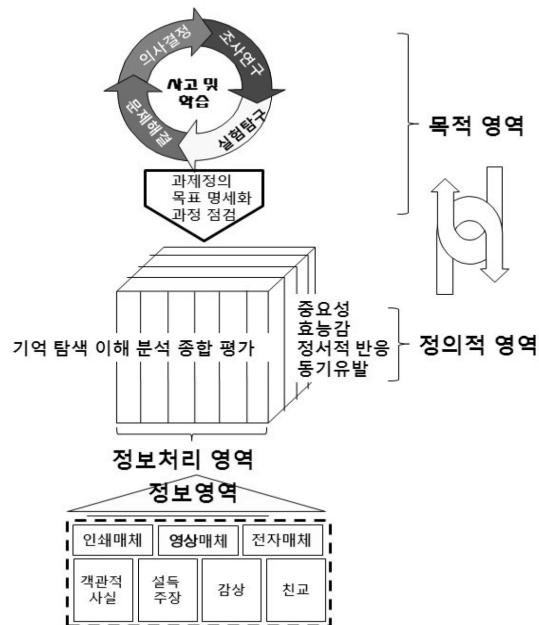 의사결정
조사연구
사고 및
학습
문제해결
실험탐구
목적 영역
과제정의
목표 명세화
과정 점검
중요성
효능감
정서적 반응
동기유발
정의적 영역
기억 탐색 이해 분석 종합 평가
정보처리 영역
정보영역
인쇄매체
영상매체
전자매체
객관적
사실
설득
주장
감상
친교